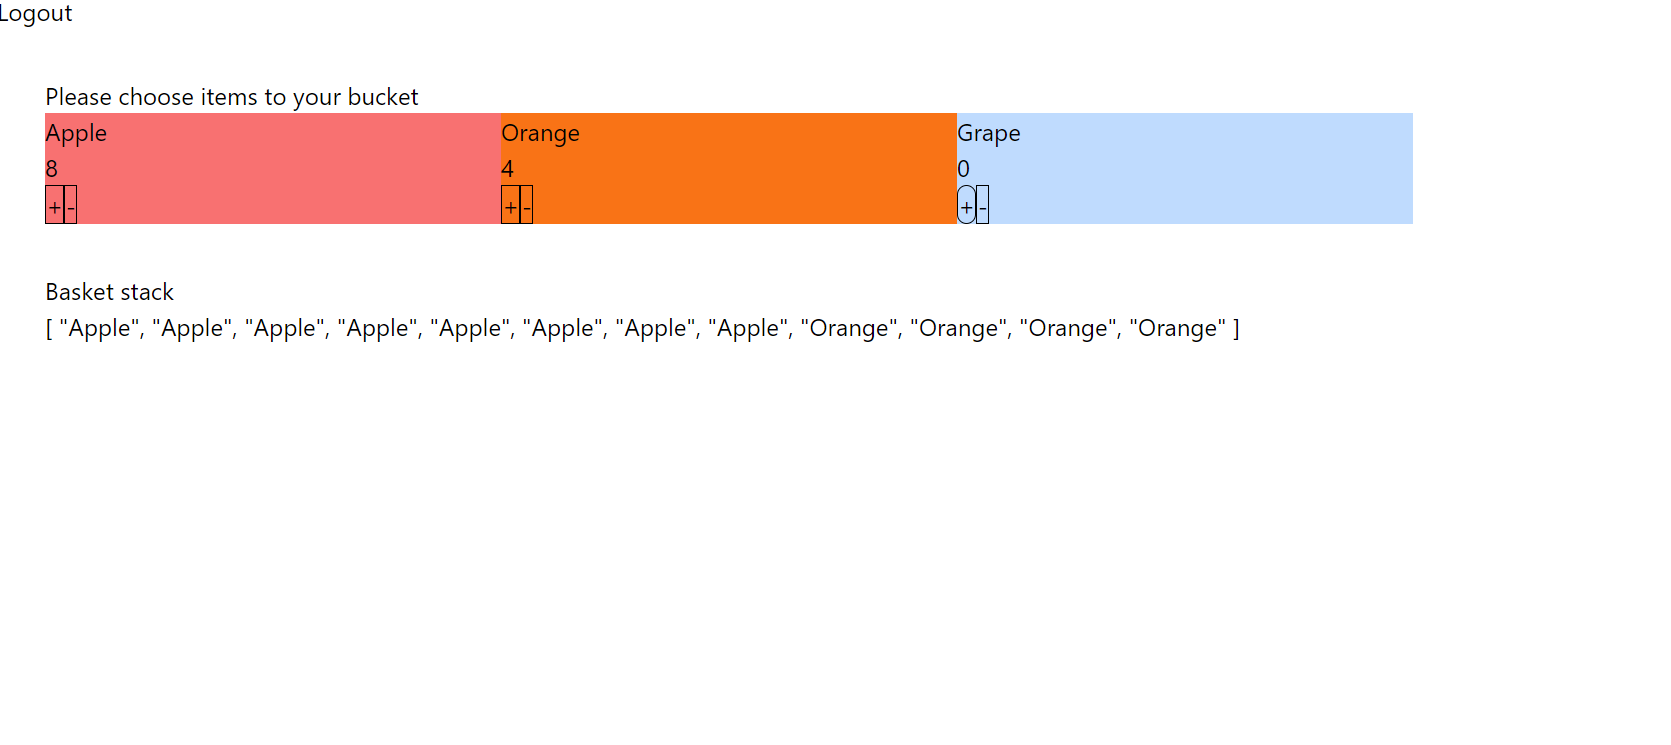 Logout
Please choose items to your bucket
Apple Orange Grape
8 4 0
+ - + - + -
Basket stack
[ "Apple", "Apple", "Apple", "Apple", "Apple", "Apple", "Apple", "Apple", "Orange", "Orange", "Orange", "Orange" ]